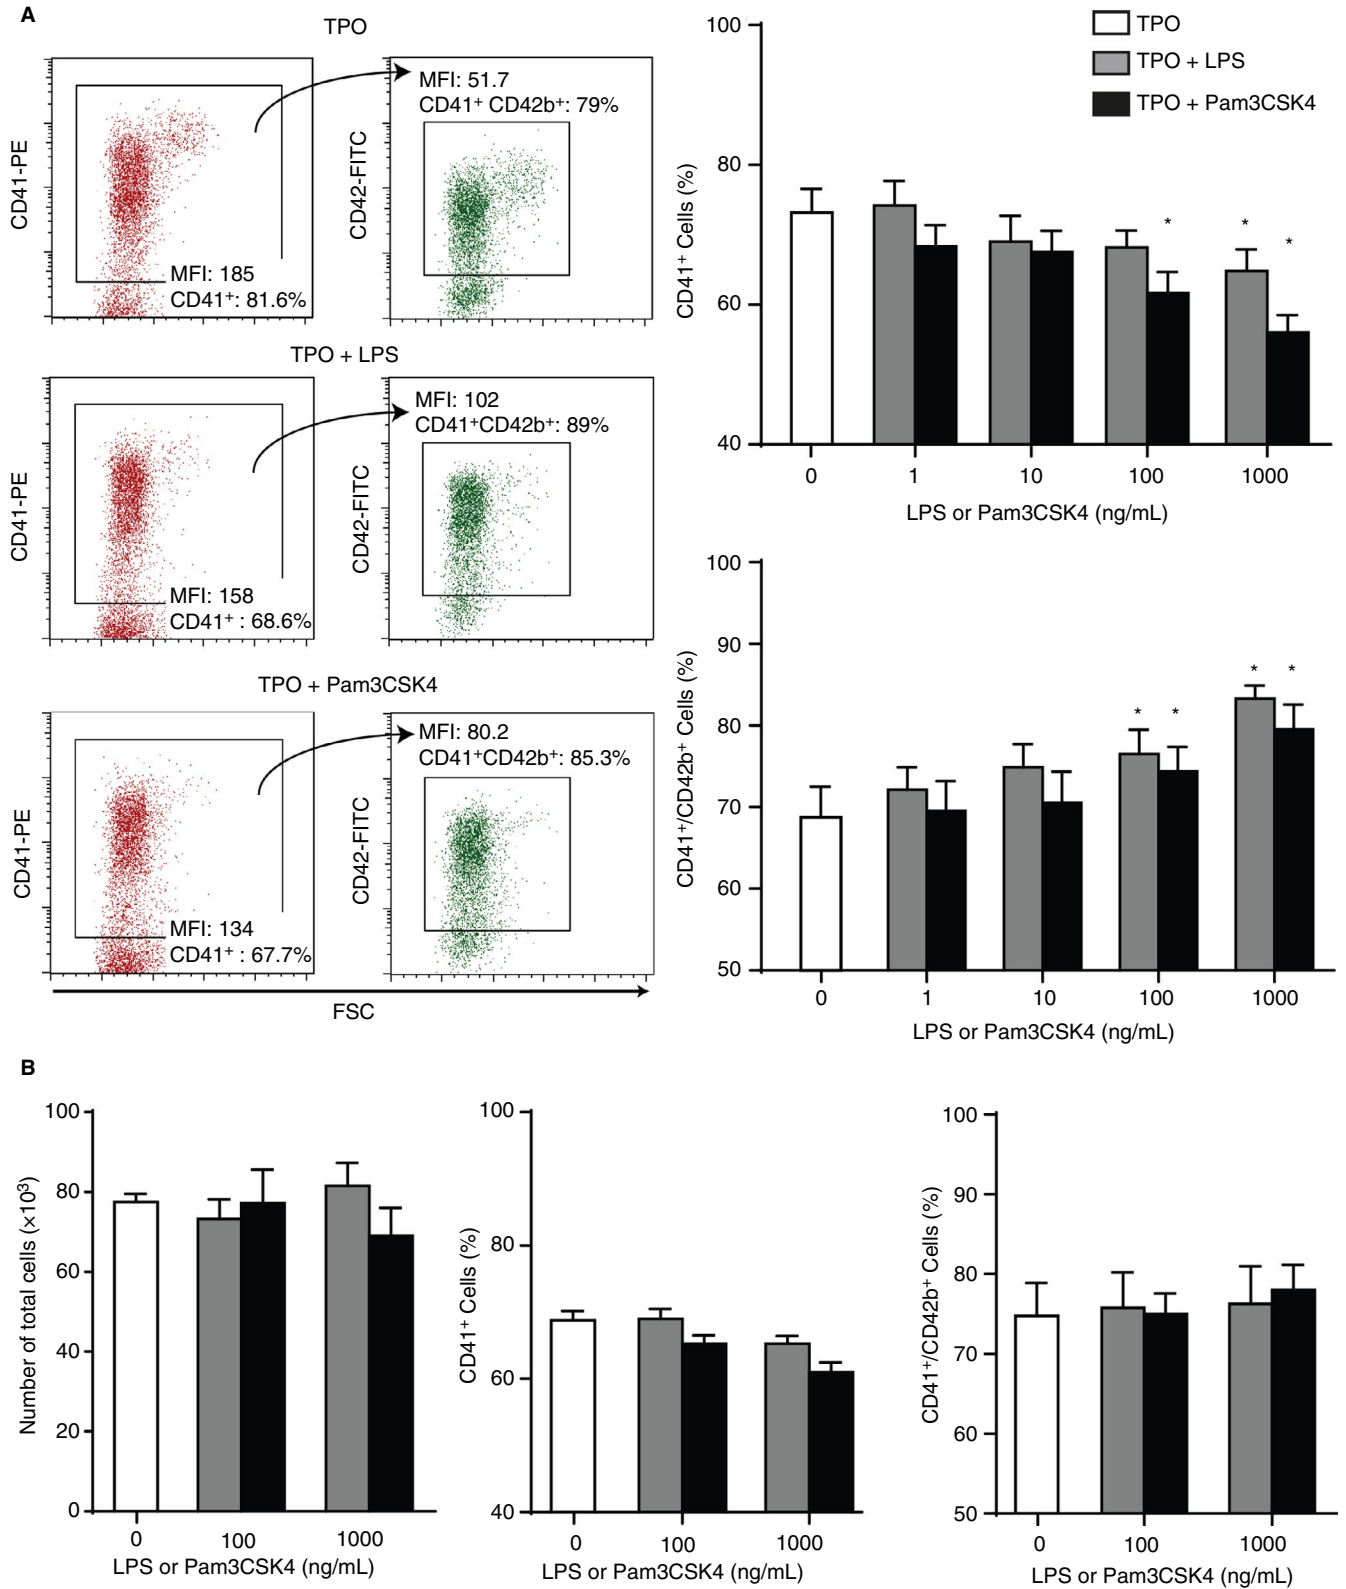 A
TPO
CD41-PE
MFI: 185
CD41⁺: 81.6%
CD42-FITC
MFI: 51.7
CD41⁺ CD42b⁺: 79%
TPO + LPS
CD41-PE
MFI: 158
CD41⁺ : 68.6%
CD42-FITC
MFI: 102
CD41⁺CD42b⁺: 89%
TPO + Pam3CSK4
CD41-PE
MFI: 134
CD41⁺ : 67.7%
CD42-FITC
MFI: 80.2
CD41⁺CD42b⁺: 85.3%
FSC
TPO
TPO + LPS
TPO + Pam3CSK4
CD41⁺ Cells (%)
100
80
60
40
* * *
0 1 10 100 1000
LPS or Pam3CSK4 (ng/mL)
CD41⁺/CD42b⁺ Cells (%)
100
90
80
70
60
50
* * * *
0 1 10 100 1000
LPS or Pam3CSK4 (ng/mL)
B
Number of total cells (×10³)
100
80
60
40
20
0
0 100 1000
LPS or Pam3CSK4 (ng/mL)
CD41⁺ Cells (%)
100
80
60
40
0 100 1000
LPS or Pam3CSK4 (ng/mL)
CD41⁺/CD42b⁺ Cells (%)
100
90
80
70
60
50
0 100 1000
LPS or Pam3CSK4 (ng/mL)